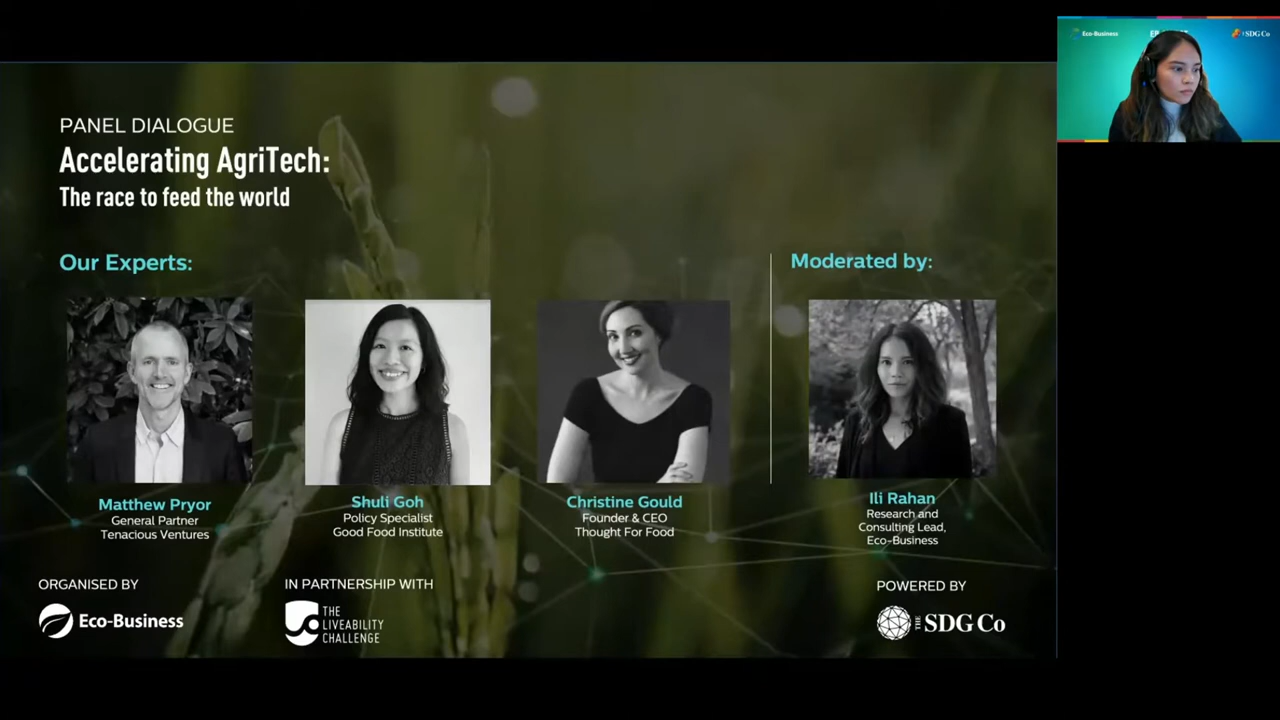 PANEL DIALOGUE
Accelerating AgriTech:
The race to feed the world
Our Experts:
Moderated by:
Matthew Pryor
General Partner
Tenacious Ventures
Shuli Goh
Policy Specialist
Good Food Institute
Christine Gould
Founder & CEO
Thought For Food
Ili Rahan
Research and
Consulting Lead,
Eco-Business
ORGANISED BY
Eco-Business
IN PARTNERSHIP WITH
THE
LIVEABILITY
CHALLENGE
POWERED BY
THE SDG Co
Eco-Business
SDG Co